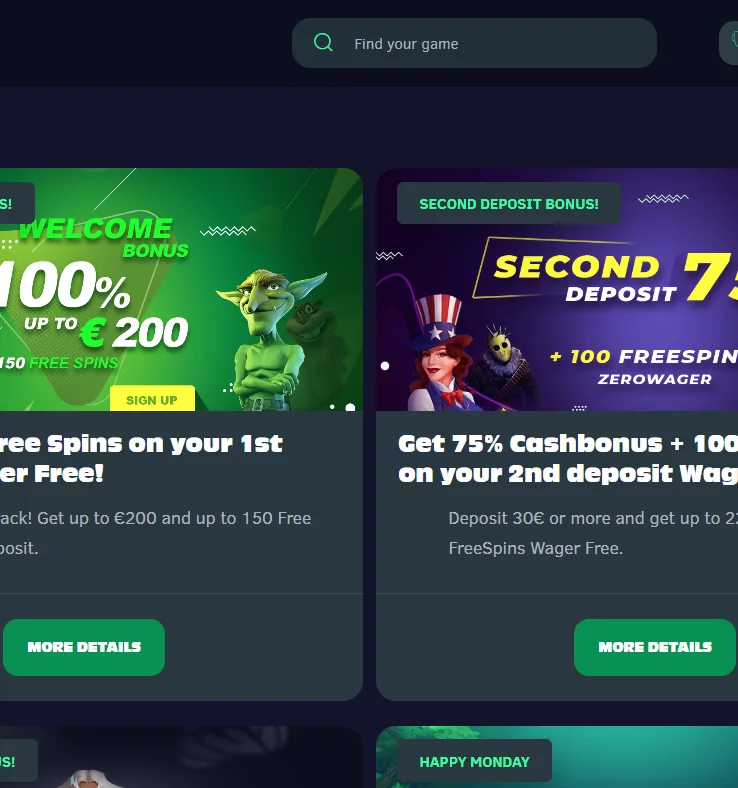 Find your game
S!
WELCOME
BONUS
100%
UP TO € 200
150 FREE SPINS
SIGN UP
ree Spins on your 1st
er Free!
ack! Get up to €200 and up to 150 Free
posit.
MORE DETAILS
SECOND DEPOSIT BONUS!
SECOND 75
DEPOSIT
+ 100 FREESPIN
ZEROWAGER
Get 75% Cashbonus + 100
on your 2nd deposit Wag
Deposit 30€ or more and get up to 22
FreeSpins Wager Free.
MORE DETAILS
US!
HAPPY MONDAY